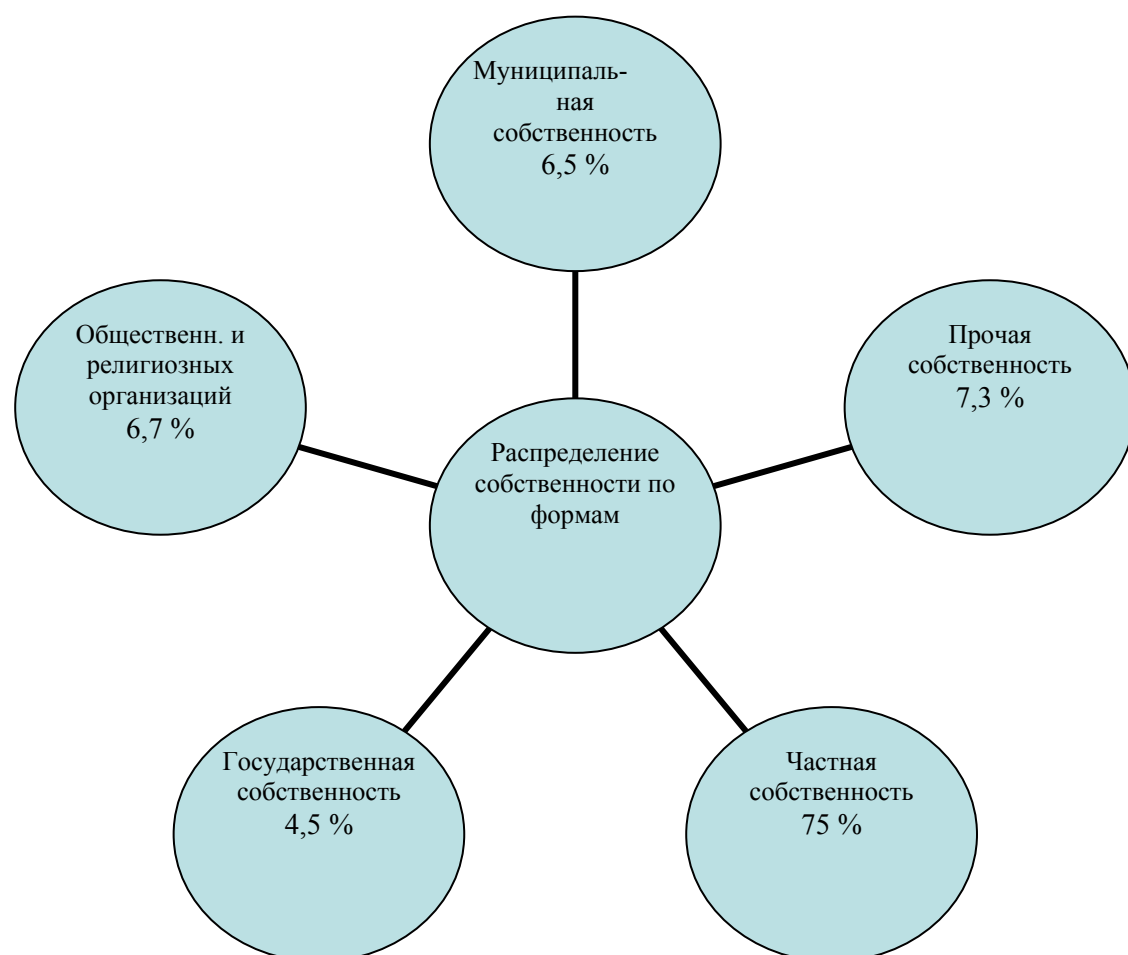 Муниципаль-
ная
собственность
6,5 %
Общественн. и
религиозных
организаций
6,7 %
Прочая
собственность
7,3 %
Распределение
собственности по
формам
Государственная
собственность
4,5 %
Частная
собственность
75 %